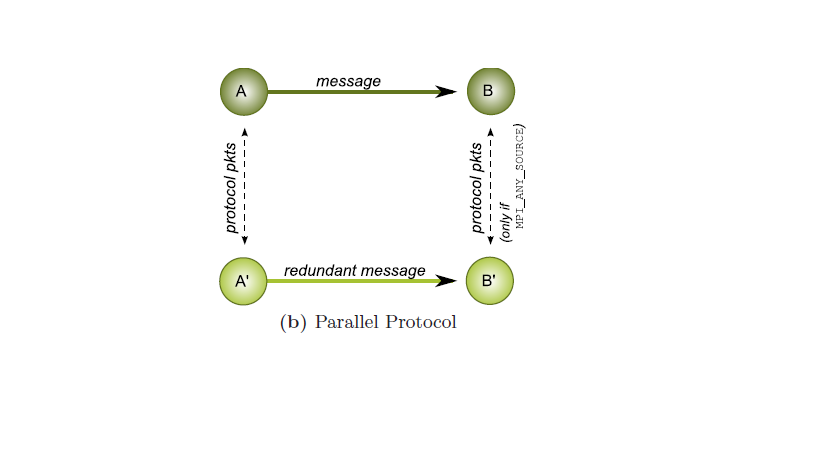 message
A
B
protocol pkts
protocol pkts
(only if
MPI_ANY_SOURCE)
redundant message
A'
B'
(b) Parallel Protocol